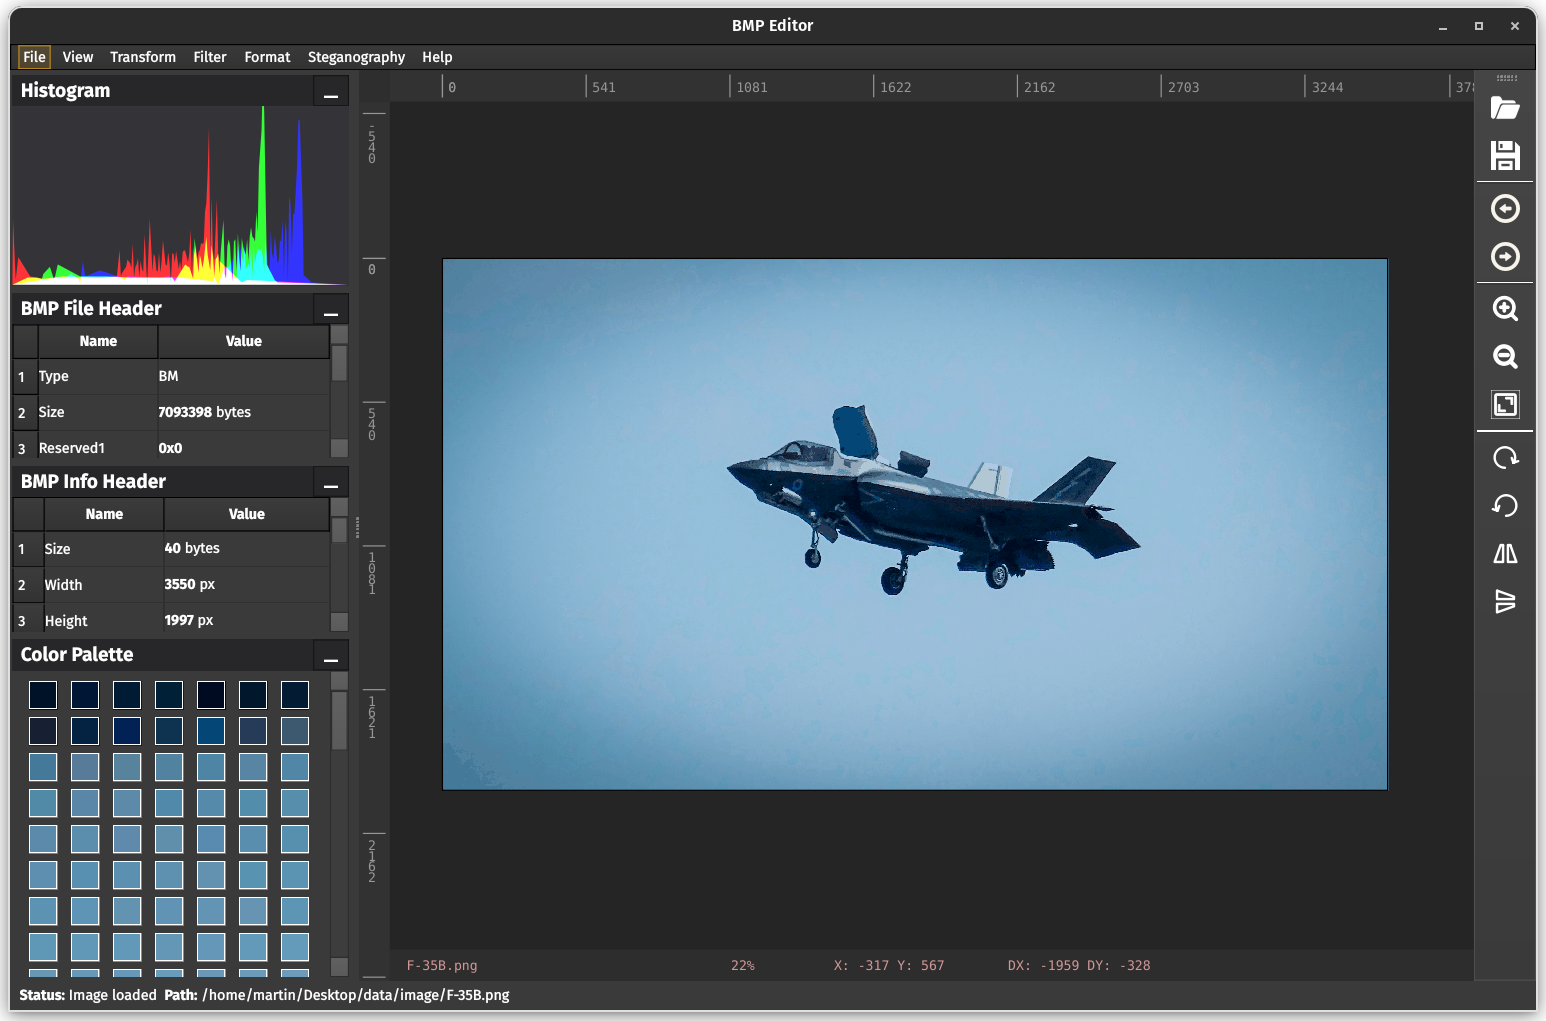 BMP Editor
File View Transform Filter Format Steganography Help
Histogram
BMP File Header
Name Value
1 Type BM
2 Size 7093398 bytes
3 Reserved1 0x0
BMP Info Header
Name Value
1 Size 40 bytes
2 Width 3550 px
3 Height 1997 px
Color Palette
0 541 1081 1622 2162 2703 3244
-540
0
540
1081
1621
2162
F-35B.png 22% X: -317 Y: 567 DX: -1959 DY: -328
Status: Image loaded Path: /home/martin/Desktop/data/image/F-35B.png